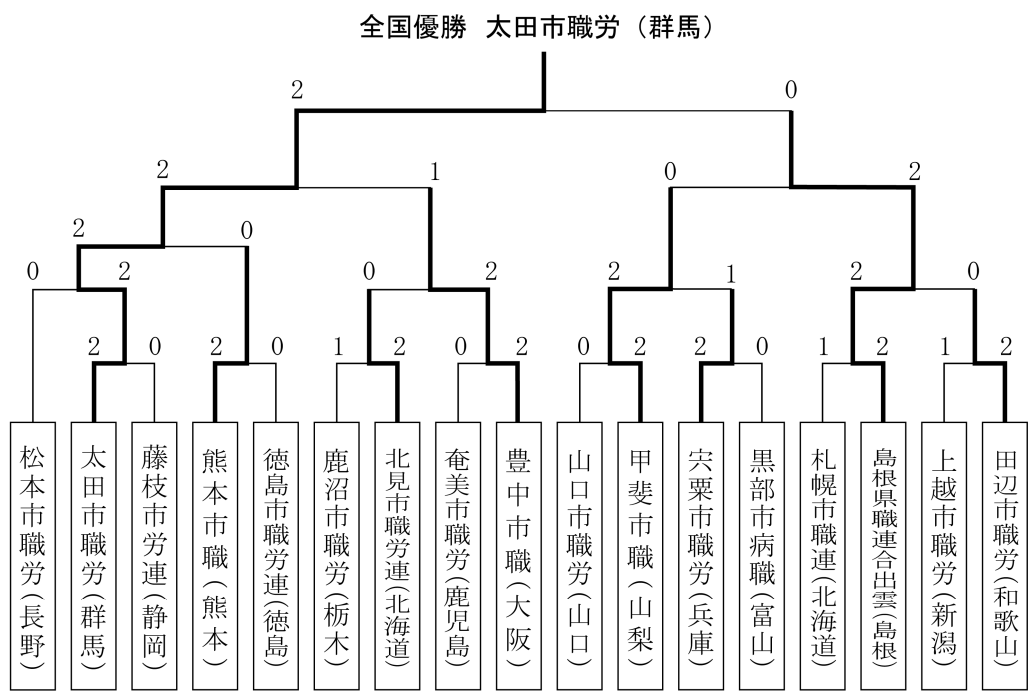 全国優勝 太田市職労（群馬）
2 0
2 1 0 2
2 0
0 2 0 2 2 1 2 0
2 0 2 0 1 2 0 2 0 2 2 0 1 2 1 2
松本市職労(長野)
太田市職労(群馬)
藤枝市労連(静岡)
熊本市職(熊本)
徳島市職労連(徳島)
鹿沼市職労(栃木)
北見市職労連(北海道)
奄美市職労(鹿児島)
豊中市職(大阪)
山口市職労(山口)
甲斐市職(山梨)
宍粟市職労(兵庫)
黒部市病職(富山)
札幌市職連(北海道)
島根県職連合出雲(島根)
上越市職労(新潟)
田辺市職労(和歌山)